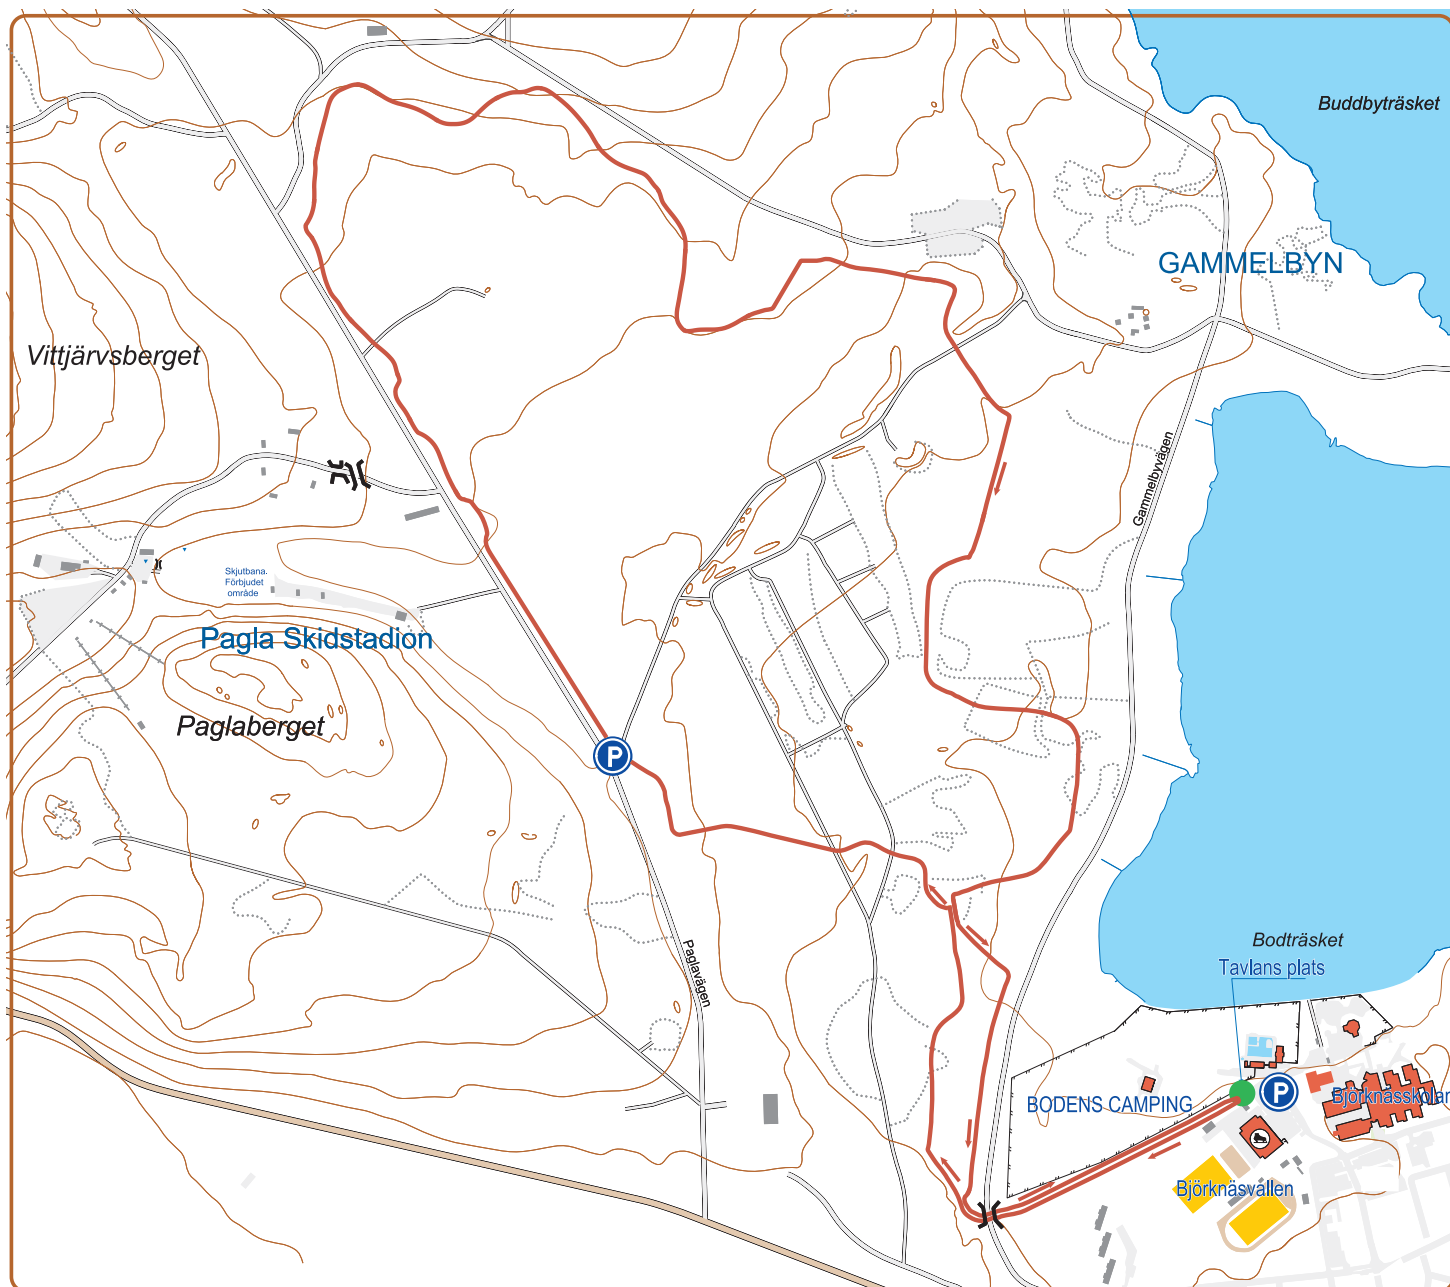 Buddbyträsket
GAMMELBYN
Vittjärvsberget
Gammelbyvägen
Skjutbana.
Förbjudet
område
Pagla Skidstadion
Paglaberget
P
Bodträsket
Tavlans plats
Paglavägen
P
BODENS CAMPING
Björknässkolan
Björknäsvallen